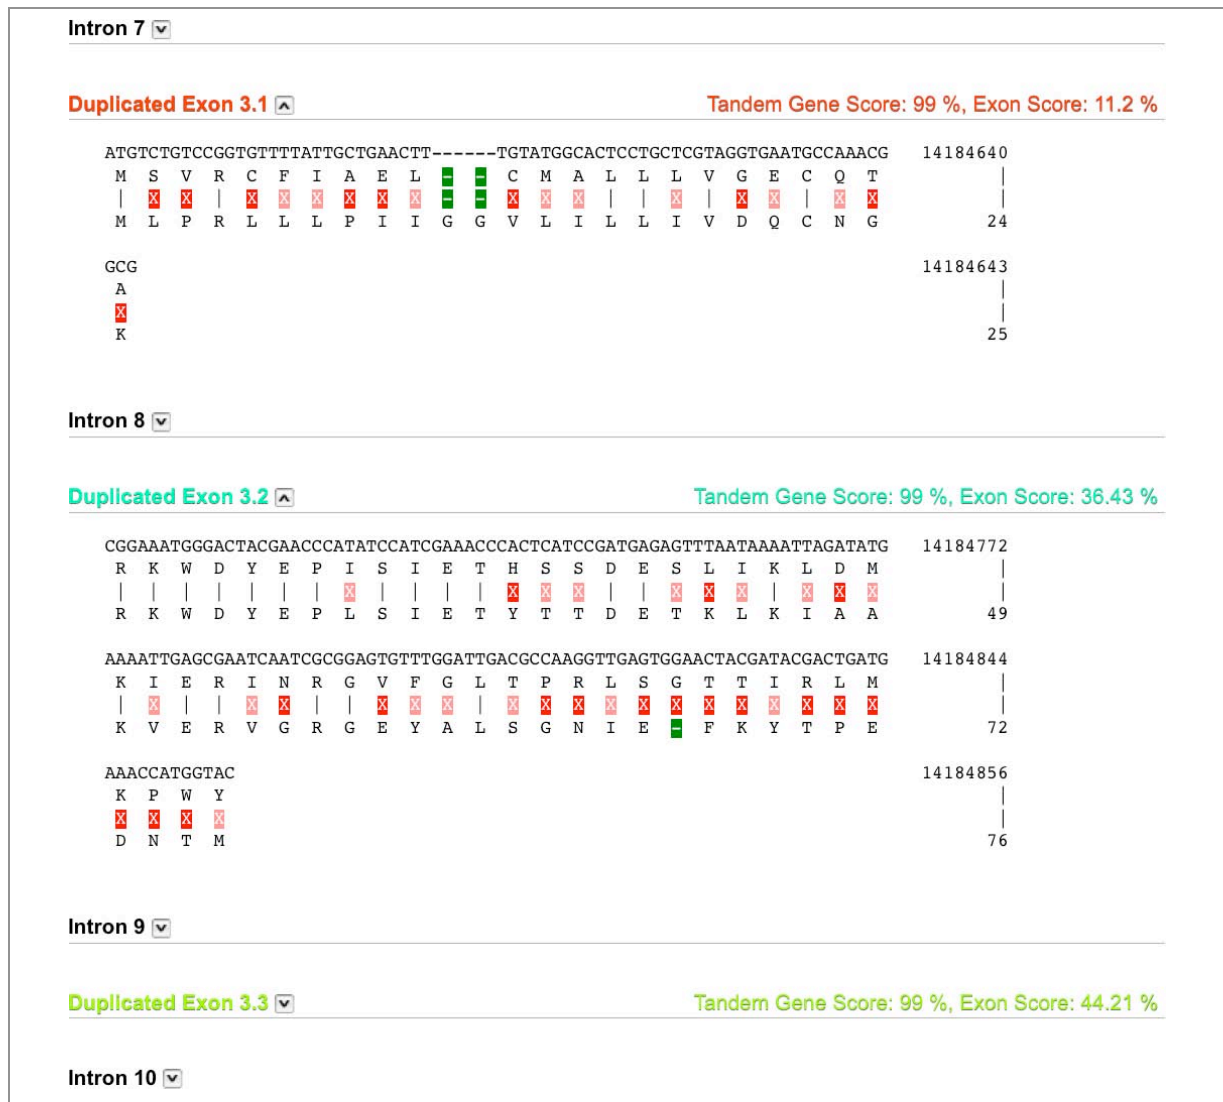 Intron 7
Duplicated Exon 3.1 Tandem Gene Score: 99 %, Exon Score: 11.2 %
ATGTCTGTCCGGTGTTTTATTGCTGAACTT------TGTATGGCACTCCTGCTCGTAGGTGAATGCCAAACG 14184640
M S V R C F I A E L - - C M A L L L V G E C Q T |
| X X | X X X X X X - - X X X | | X | X X | X X |
M L P R L L L P I I G G V L I L L I V D Q C N G 24
GCG 14184643
A |
X |
K 25
Intron 8
Duplicated Exon 3.2 Tandem Gene Score: 99 %, Exon Score: 36.43 %
CGGAAATGGGACTACGAACCCATATCCATCGAAACCCACTCATCCGATGAGAGTTTAATAAAATTAGATATG 14184772
R K W D Y E P I S I E T H S S D E S L I K L D M |
| | | | | | | X | | | | X X X | | X X X | X X X |
R K W D Y E P L S I E T Y T T D E T K L K I A A 49
AAAATTGAGCGAATCAATCGCGGAGTGTTTGGATTGACGCCAAGGTTGAGTGGAACTACGATACGACTGATG 14184844
K I E R I N R G V F G L T P R L S G T T I R L M |
| X | | X X | | X X X | X X X X X X X X X X X X |
K V E R V G R G E Y A L S G N I E - F K Y T P E 72
AAACCATGGTAC 14184856
K P W Y |
X X X X |
D N T M 76
Intron 9
Duplicated Exon 3.3 Tandem Gene Score: 99 %, Exon Score: 44.21 %
Intron 10